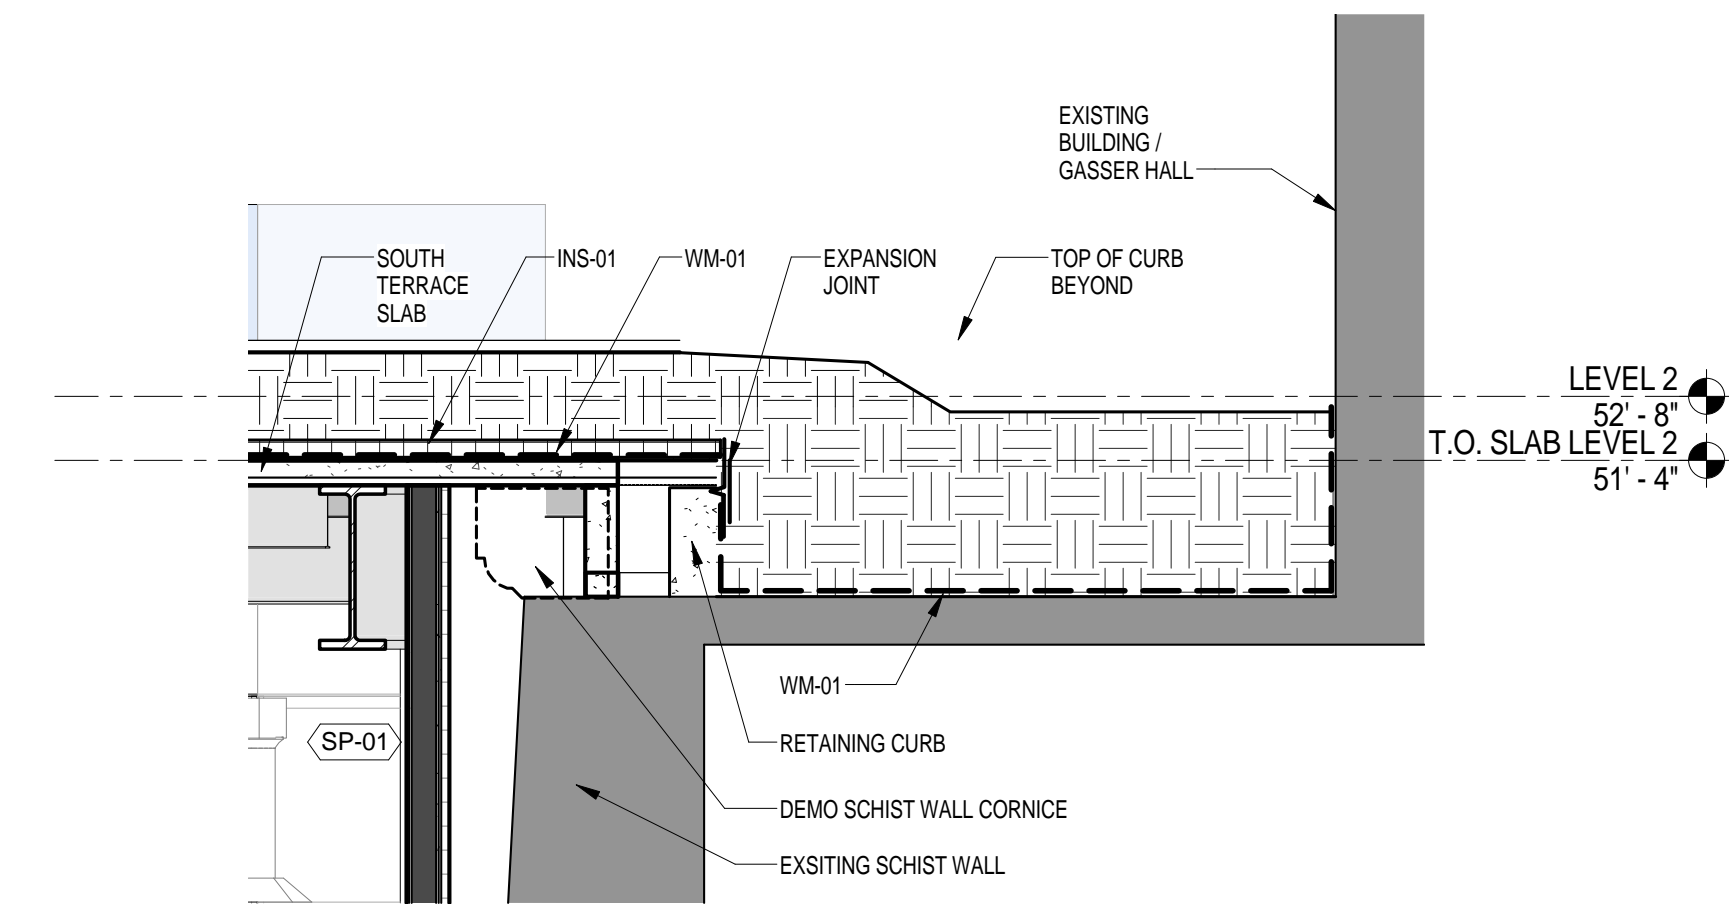 EXISTING
BUILDING /
GASSER HALL
SOUTH
TERRACE
SLAB
INS-01
WM-01
EXPANSION
JOINT
TOP OF CURB
BEYOND
LEVEL 2
52' - 8"
T.O. SLAB LEVEL 2
51' - 4"
WM-01
RETAINING CURB
SP-01
DEMO SCHIST WALL CORNICE
EXSITING SCHIST WALL